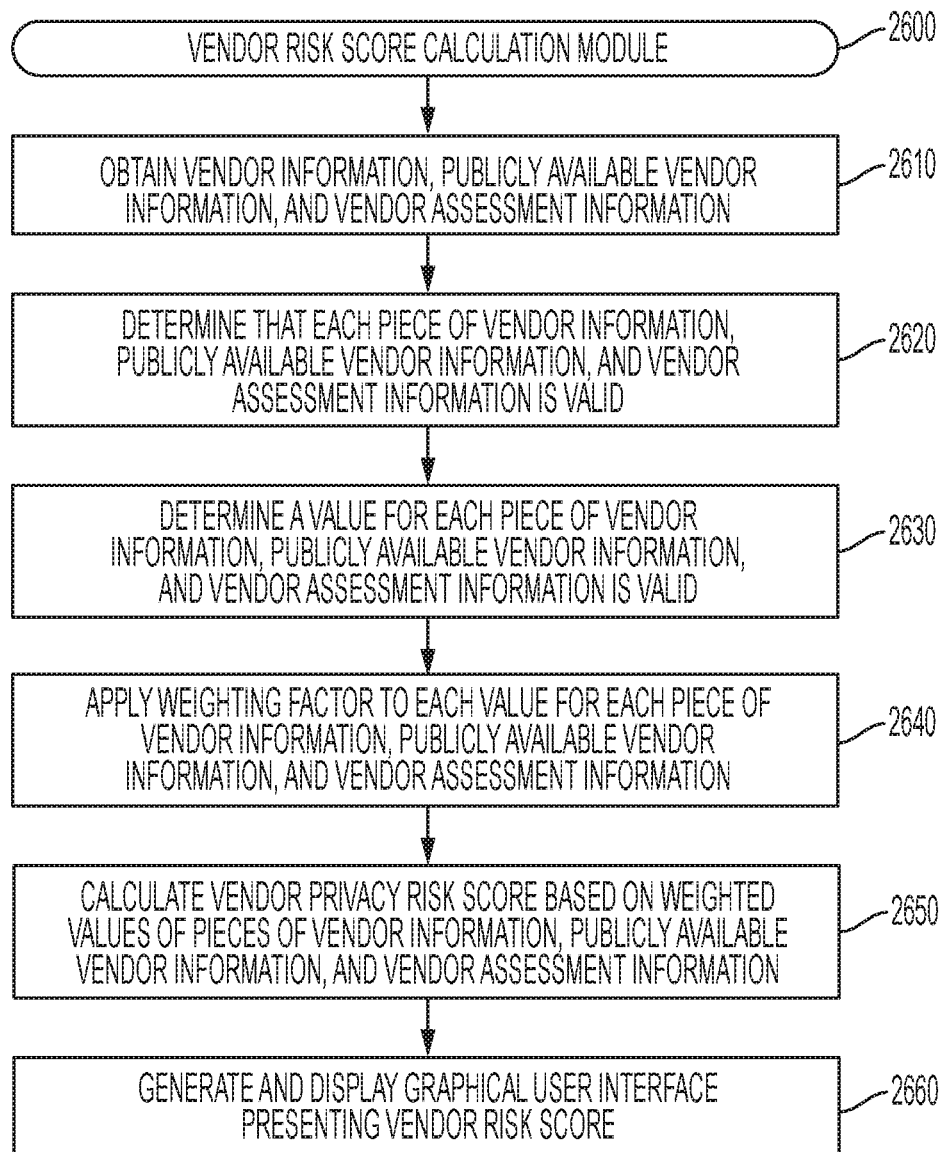 VENDOR RISK SCORE CALCULATION MODULE
2600
OBTAIN VENDOR INFORMATION, PUBLICLY AVAILABLE VENDOR
INFORMATION, AND VENDOR ASSESSMENT INFORMATION
2610
DETERMINE THAT EACH PIECE OF VENDOR INFORMATION,
PUBLICLY AVAILABLE VENDOR INFORMATION, AND VENDOR
ASSESSMENT INFORMATION IS VALID
2620
DETERMINE A VALUE FOR EACH PIECE OF VENDOR
INFORMATION, PUBLICLY AVAILABLE VENDOR INFORMATION,
AND VENDOR ASSESSMENT INFORMATION IS VALID
2630
APPLY WEIGHTING FACTOR TO EACH VALUE FOR EACH PIECE OF
VENDOR INFORMATION, PUBLICLY AVAILABLE VENDOR
INFORMATION, AND VENDOR ASSESSMENT INFORMATION
2640
CALCULATE VENDOR PRIVACY RISK SCORE BASED ON WEIGHTED
VALUES OF PIECES OF VENDOR INFORMATION, PUBLICLY AVAILABLE
VENDOR INFORMATION, AND VENDOR ASSESSMENT INFORMATION
2650
GENERATE AND DISPLAY GRAPHICAL USER INTERFACE
PRESENTING VENDOR RISK SCORE
2660